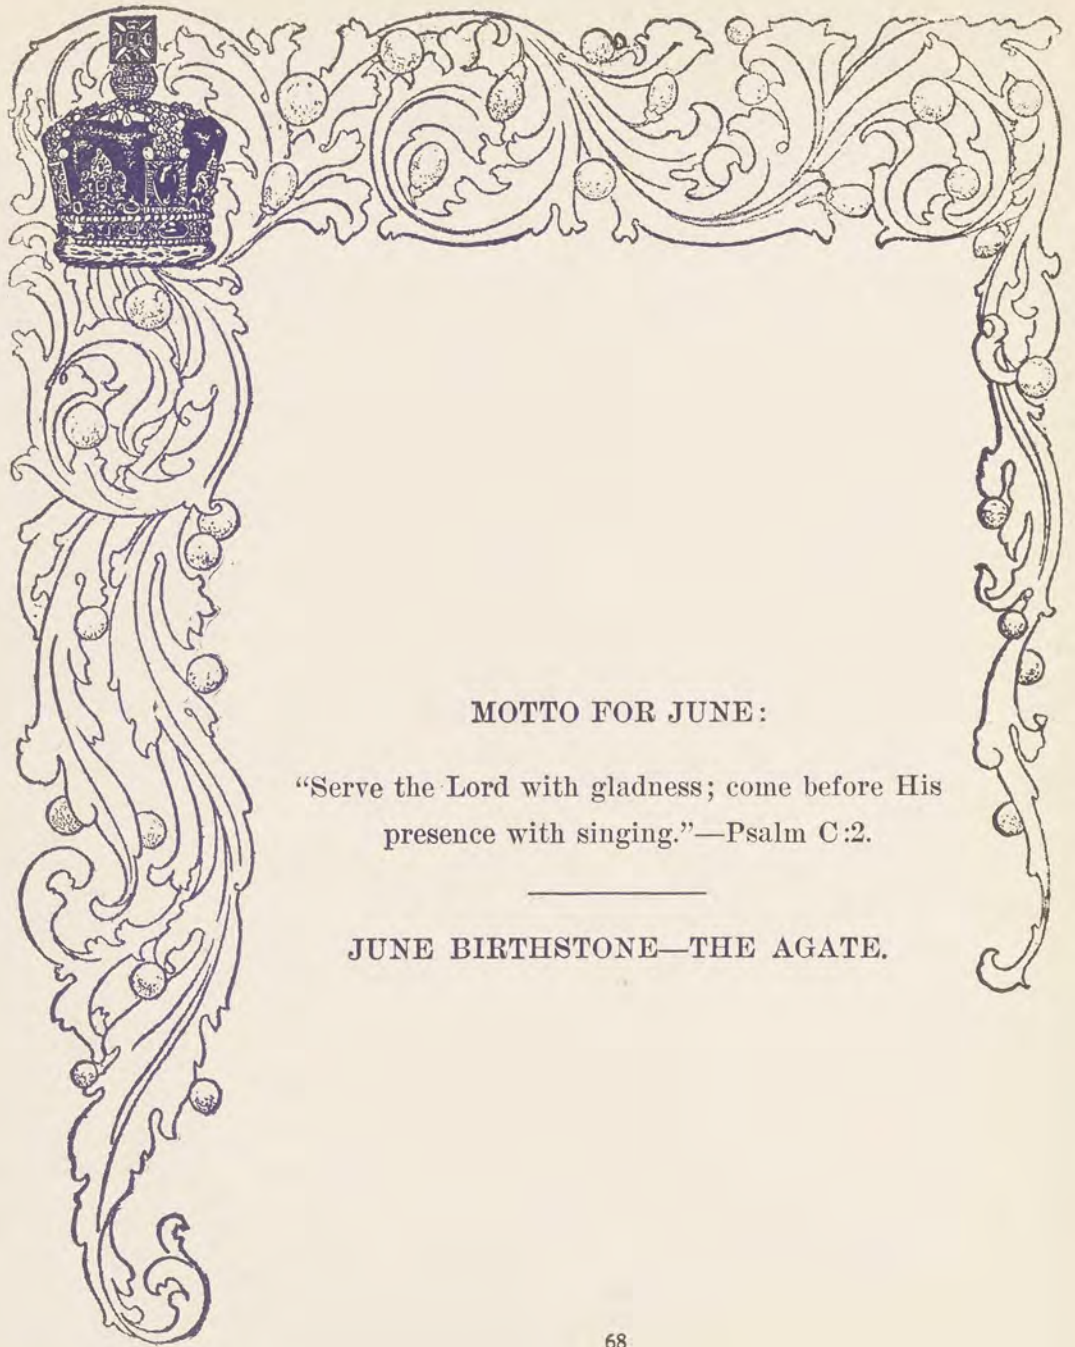 MOTTO FOR JUNE:
“Serve the Lord with gladness; come before His
presence with singing.”—Psalm C:2.
JUNE BIRTHSTONE—THE AGATE.
68